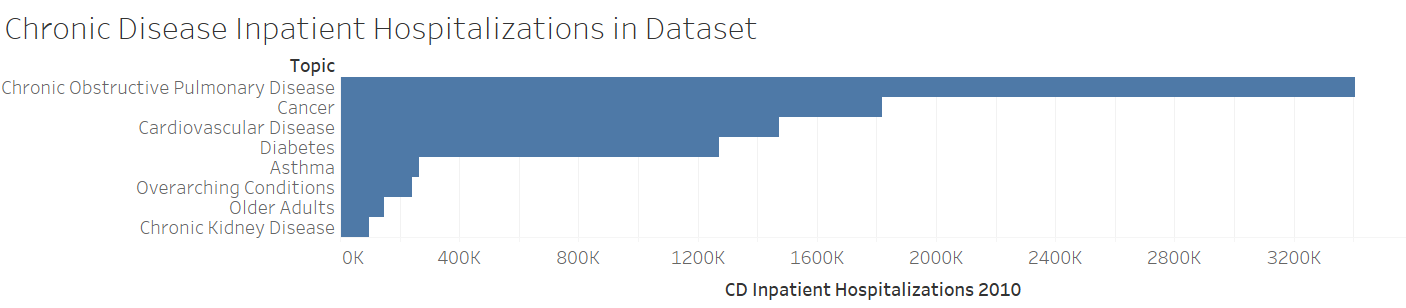 Chronic Disease Inpatient Hospitalizations in Dataset
Topic
Chronic Obstructive Pulmonary Disease
Cancer
Cardiovascular Disease
Diabetes
Asthma
Overarching Conditions
Older Adults
Chronic Kidney Disease
0K 400K 800K 1200K 1600K 2000K 2400K 2800K 3200K
CD Inpatient Hospitalizations 2010